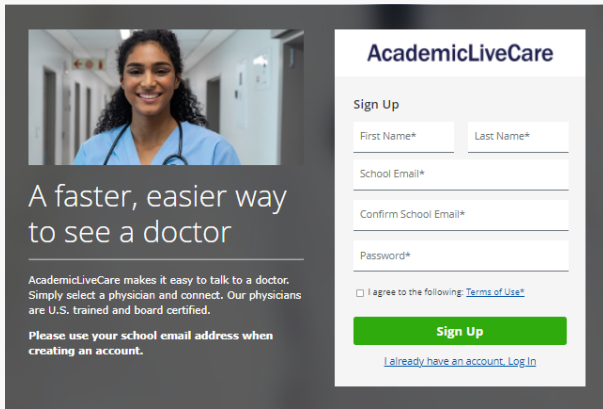 A faster, easier way
to see a doctor
AcademicLiveCare makes it easy to talk to a doctor.
Simply select a physician and connect. Our physicians
are U.S. trained and board certified.
Please use your school email address when
creating an account.
AcademicLiveCare
Sign Up
First Name*
Last Name*
School Email*
Confirm School Email*
Password*
I agree to the following: Terms of Use*
Sign Up
I already have an account, Log In